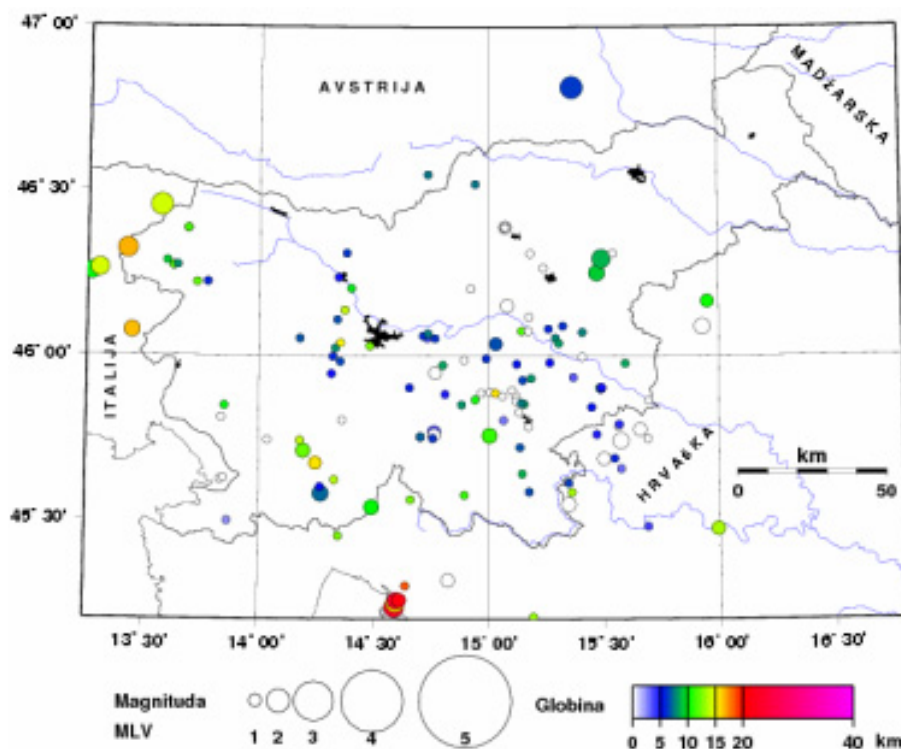 47° 00'
AVSTRIJA
MADŽARSKA
46° 30'
46° 00'
ITALIJA
HRVAŠKA
km
0 50
45° 30'
13° 30' 14° 00' 14° 30' 15° 00' 15° 30' 16° 00' 16° 30'
Magnituda
MLV
1 2 3 4 5
Globina
0 5 10 15 20 40 km